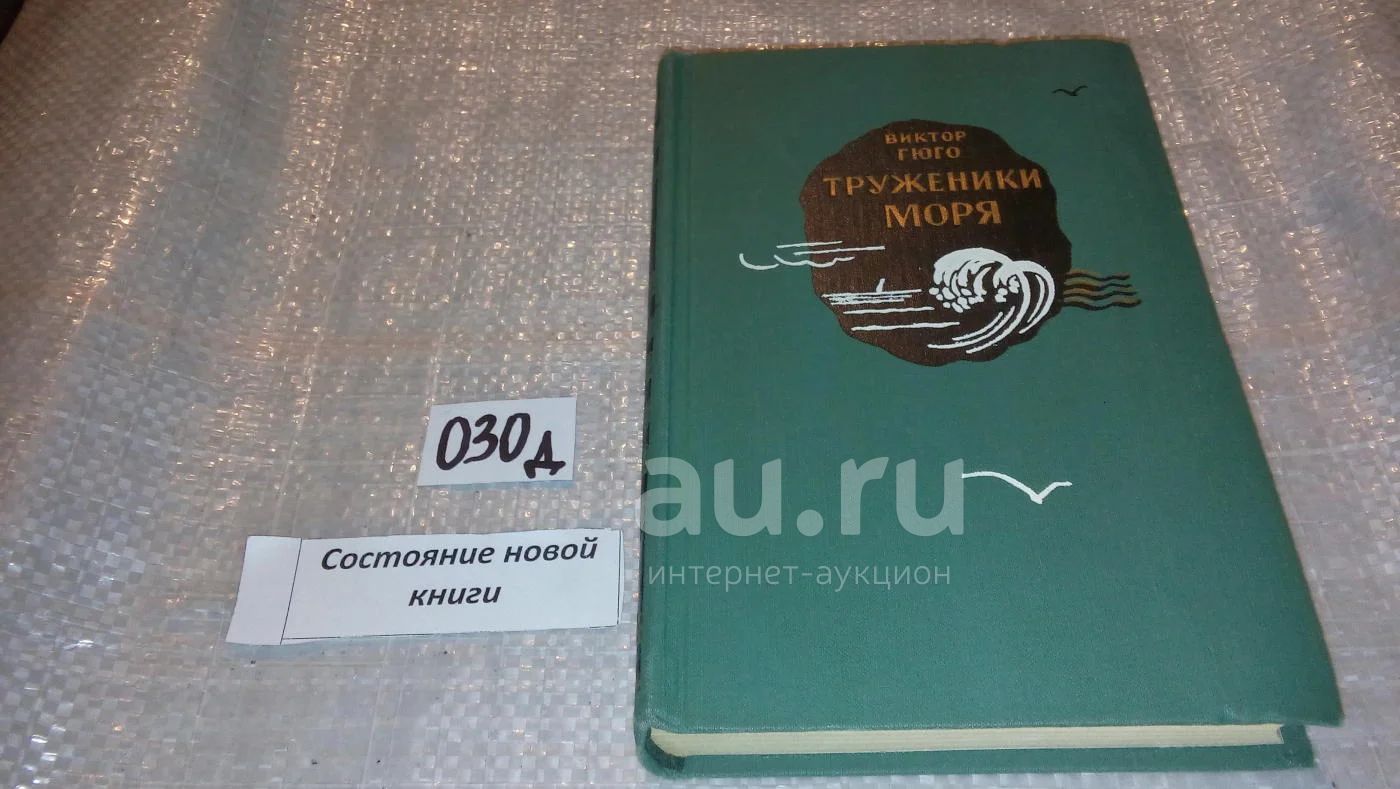 ВИКТОР
ГЮГО
ТРУЖЕНИКИ
МОРЯ
030д
au.ru
интернет-аукцион
Состояние новой
книги